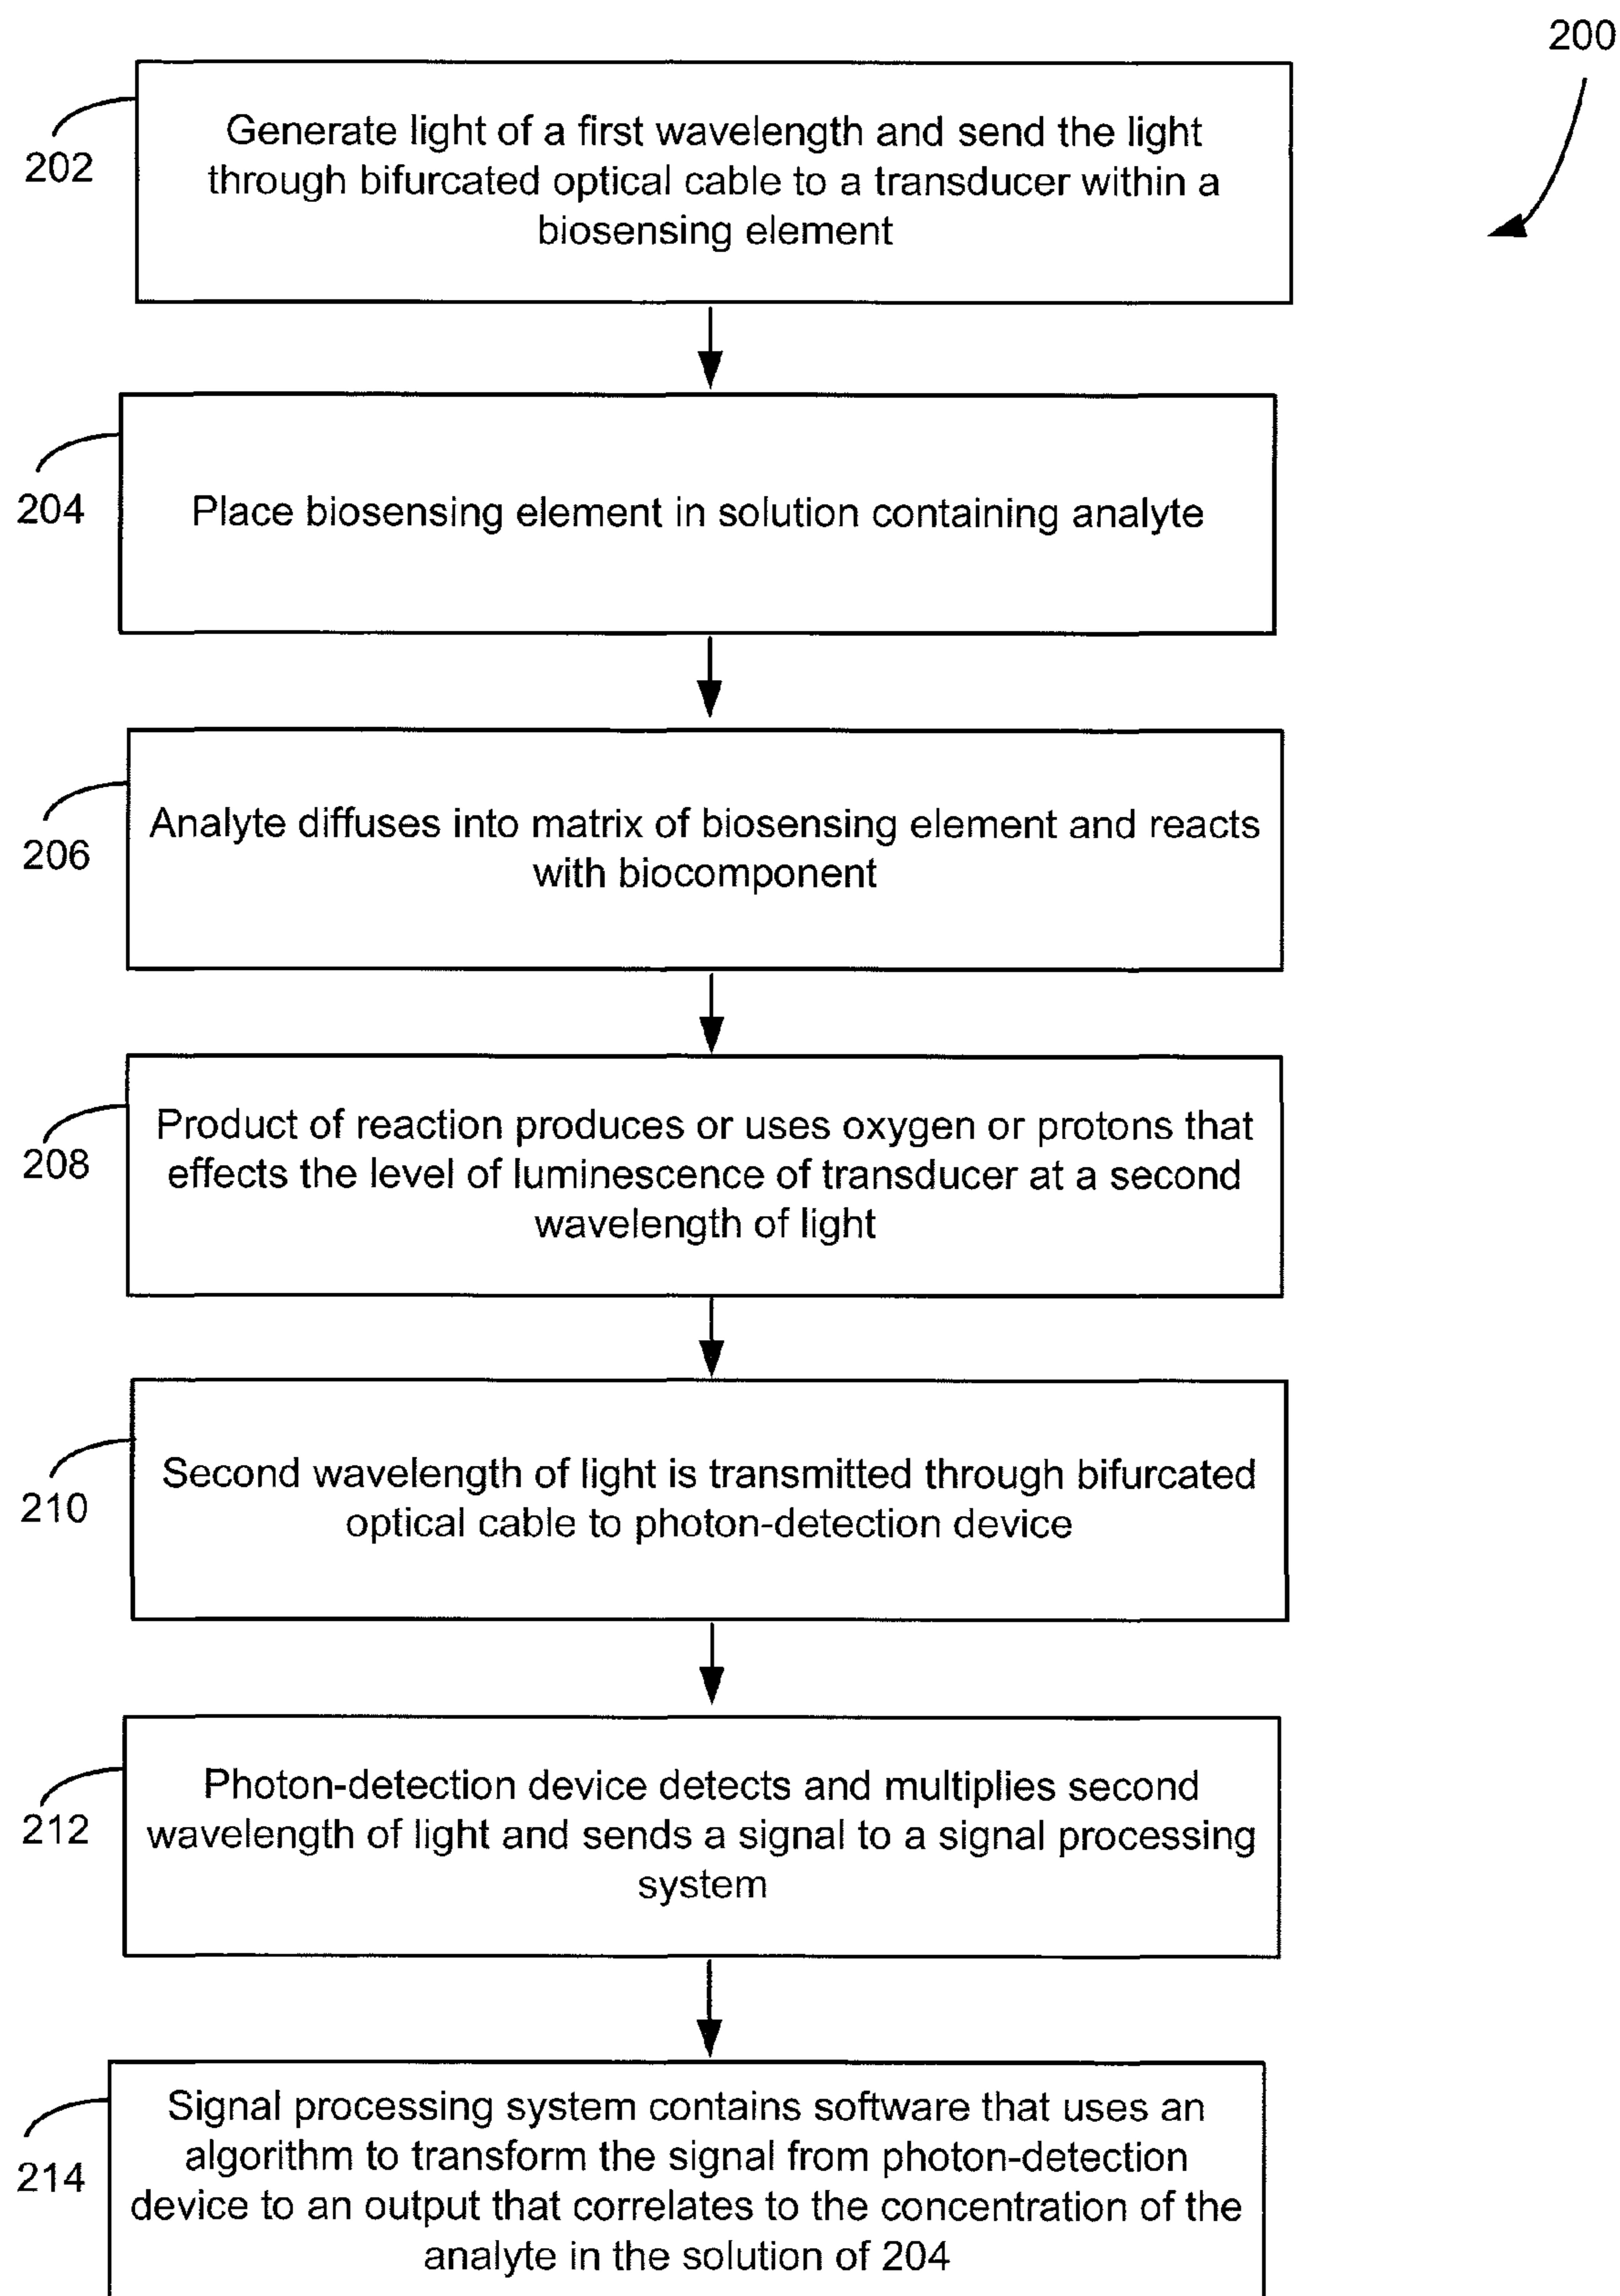 200
202
Generate light of a first wavelength and send the light
through bifurcated optical cable to a transducer within a
biosensing element
204
Place biosensing element in solution containing analyte
206
Analyte diffuses into matrix of biosensing element and reacts
with biocomponent
208
Product of reaction produces or uses oxygen or protons that
effects the level of luminescence of transducer at a second
wavelength of light
210
Second wavelength of light is transmitted through bifurcated
optical cable to photon-detection device
212
Photon-detection device detects and multiplies second
wavelength of light and sends a signal to a signal processing
system
214
Signal processing system contains software that uses an
algorithm to transform the signal from photon-detection
device to an output that correlates to the concentration of the
analyte in the solution of 204